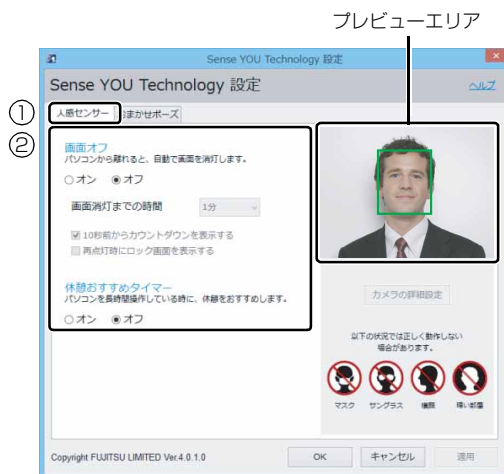 プレビューエリア
Sense YOU Technology 設定
Sense YOU Technology 設定
ヘルプ
① 人感センサー おまかせポーズ
②
画面オフ
パソコンから離れると、自動で画面を消灯します。
オン オフ
画面消灯までの時間 1分
10秒前からカウントダウンを表示する
再点灯時にロック画面を表示する
休憩おすすめタイマー
パソコンを長時間操作している時に、休憩をおすすめします。
オン オフ
カメラの詳細設定
以下の状況では正しく動作しない
場合があります。
マスク サングラス 横顔 暗い部屋
Copyright FUJITSU LIMITED Ver.4.0.1.0 OK キャンセル 適用